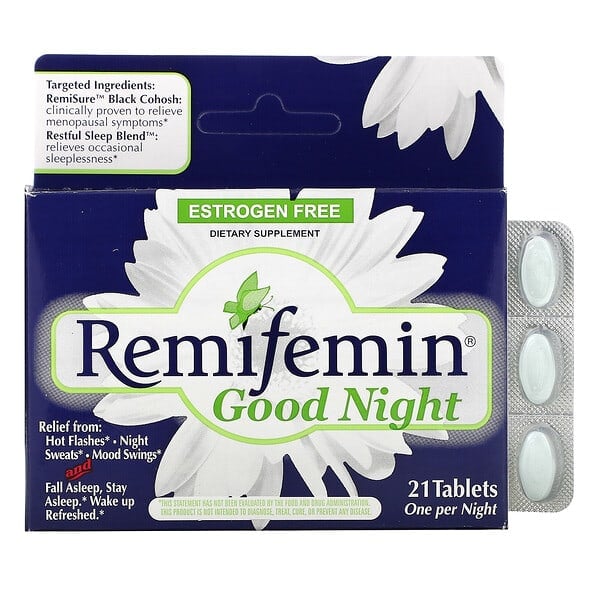 Targeted Ingredients:
RemiSure™ Black Cohosh:
clinically proven to relieve
menopausal symptoms*
Restful Sleep Blend™:
relieves occasional
sleeplessness*
ESTROGEN FREE
DIETARY SUPPLEMENT
Remifemin®
Good Night
Relief from:
Hot Flashes* • Night
Sweats* • Mood Swings*
and
Fall Asleep, Stay
Asleep.* Wake up
Refreshed.*
*THIS STATEMENT HAS NOT BEEN EVALUATED BY THE FOOD AND DRUG ADMINISTRATION.
THIS PRODUCT IS NOT INTENDED TO DIAGNOSE, TREAT, CURE, OR PREVENT ANY DISEASE.
21 Tablets
One per Night